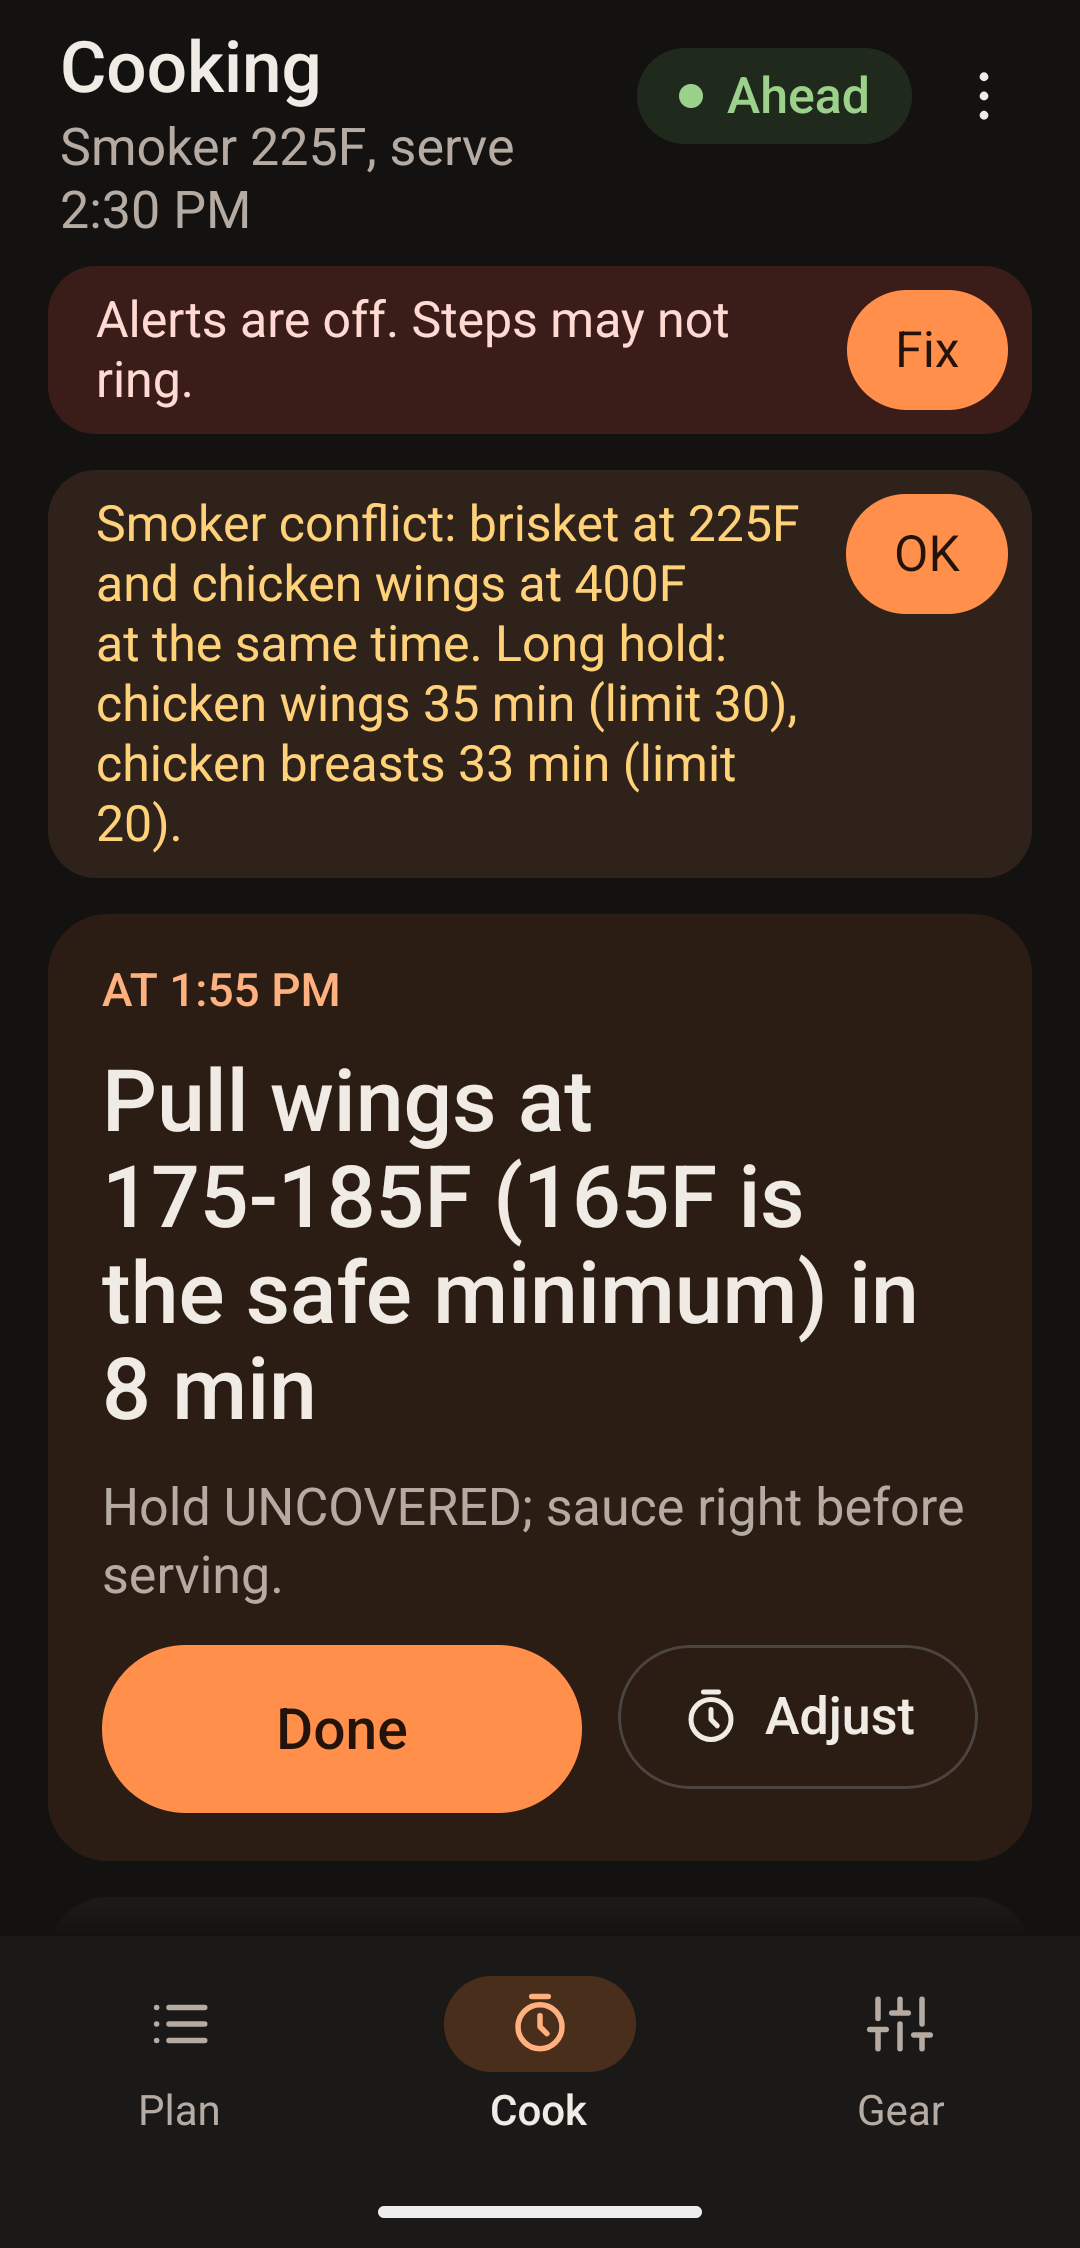 Cooking
Ahead
Smoker 225F, serve
2:30 PM
Alerts are off. Steps may not
ring.
Fix
Smoker conflict: brisket at 225F
and chicken wings at 400F
at the same time. Long hold:
chicken wings 35 min (limit 30),
chicken breasts 33 min (limit
20).
OK
AT 1:55 PM
Pull wings at
175-185F (165F is
the safe minimum) in
8 min
Hold UNCOVERED; sauce right before
serving.
Done
Adjust
Plan
Cook
Gear